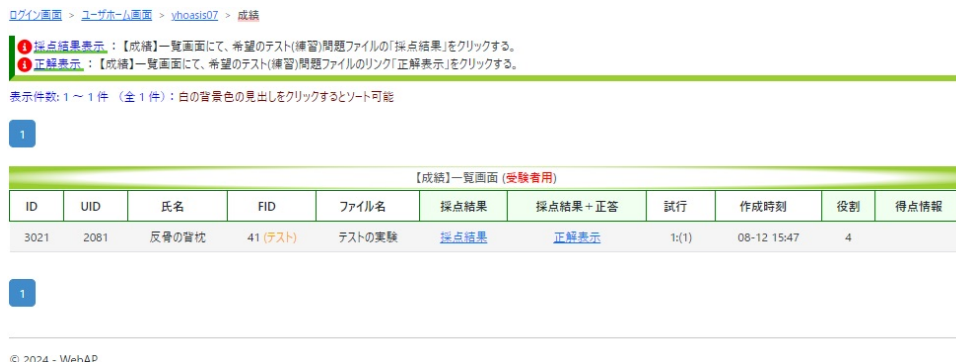 ログイン画面 > ユーザホーム画面 > yhoasis07 > 成績
採点結果表示 : 【成績】一覧画面にて、希望のテスト(練習)問題ファイルの「採点結果」をクリックする。
正解表示 : 【成績】一覧画面にて、希望のテスト(練習)問題ファイルのリンク「正解表示」をクリックする。
表示件数: 1 ～ 1 件 （全 1 件）: 白の背景色の見出しをクリックするとソート可能
1
【成績】一覧画面 (受験者用)
ID UID 氏名 FID ファイル名 採点結果 採点結果+正答 試行 作成時刻 役割 得点情報
3021 2081 反骨の背枕 41 (テスト) テストの実験 採点結果 正解表示 1:(1) 08-12 15:47 4
1
© 2024 - WebAP